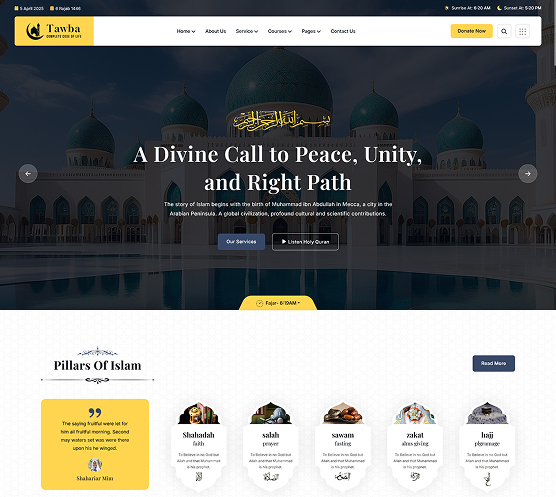 5 April 2025 6 Rajab 1446 Sunrise At: 6:20 AM Sunset At: 5:20 PM
Tawba
COMPLETE CODE OF LIFE
Home About Us Service Courses Pages Contact Us Donate Now
بسم الله الرحمن الرحيم
A Divine Call to Peace, Unity,
and Right Path
The story of Islam begins with the birth of Muhammad ibn Abdullah in Mecca, a city in the
Arabian Peninsula. A global civilization, profound cultural and scientific contributions.
Our Services Listen Holy Quran
Fajar- 6:19AM
Pillars Of Islam
Read More
The saying fruitful were let for
him all fruitful morning. Second
may waters set was were there
upon his he winged.
Shahariar Mim
Shahadah
faith
To Believe in no God but
Allah and that Muhammad
is his prophet.
salah
prayer
To Believe in no God but
Allah and that Muhammad
is his prophet.
sawam
fasting
To Believe in no God but
Allah and that Muhammad
is his prophet.
zakat
alms giving
To Believe in no God but
Allah and that Muhammad
is his prophet.
hajj
pligramage
To Believe in no God but
Allah and that Muhammad
is his prophet.